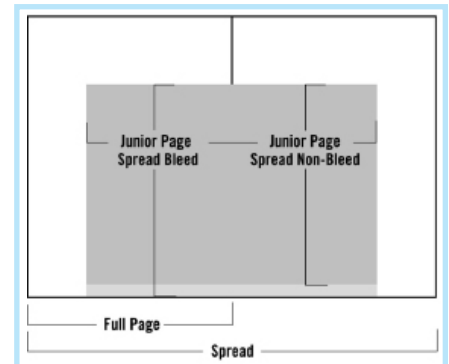 Junior Page
Spread Bleed
Junior Page
Spread Non-Bleed
Full Page
Spread